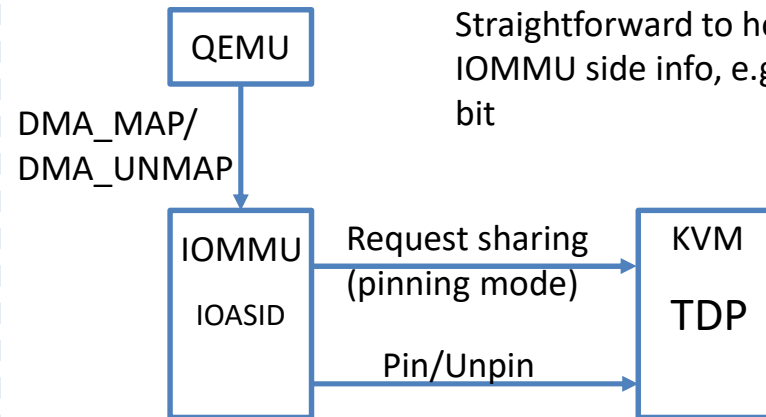 QEMU
Straightforward to
IOMMU side info,
bit
DMA_MAP/
DMA_UNMAP
IOMMU
IOASID
Request sharing
(pinning mode)
Pin/Unpin
KVM
TDP